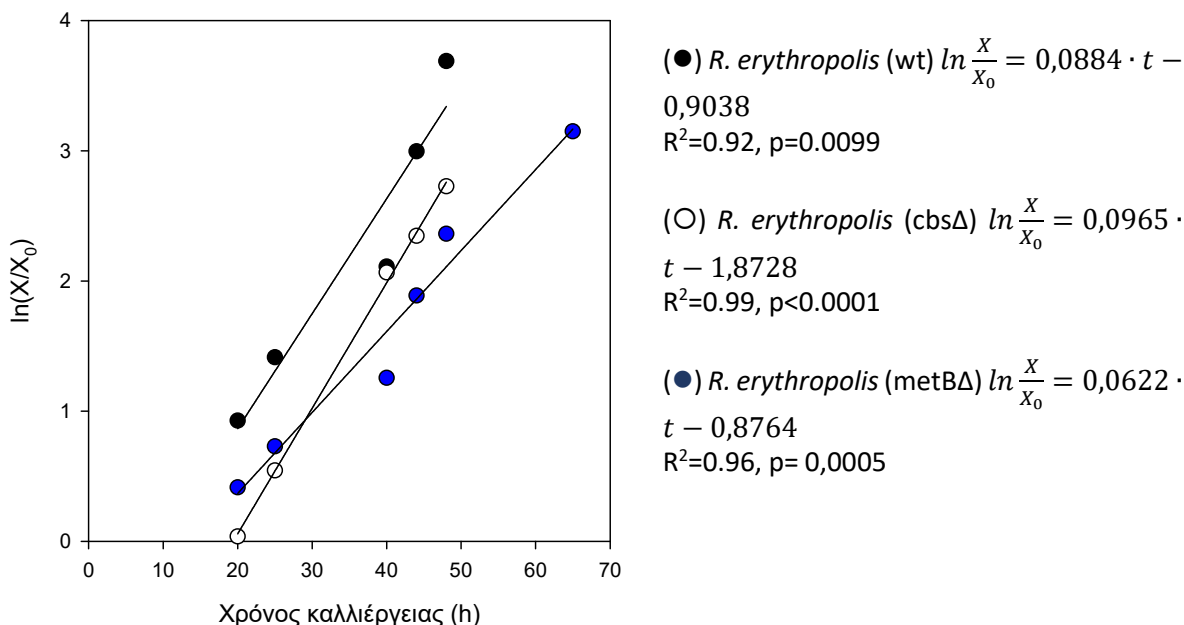 4
3
2
1
0
0 10 20 30 40 50 60 70
ln(X/X₀)
Χρόνος καλλιέργειας (h)
(●) R. erythropolis (wt) ln X/X₀ = 0,0884 · t −
0,9038
R²=0.92, p=0.0099
(○) R. erythropolis (cbsΔ) ln X/X₀ = 0,0965 ·
t − 1,8728
R²=0.99, p<0.0001
(●) R. erythropolis (metBΔ) ln X/X₀ = 0,0622 ·
t − 0,8764
R²=0.96, p= 0,0005